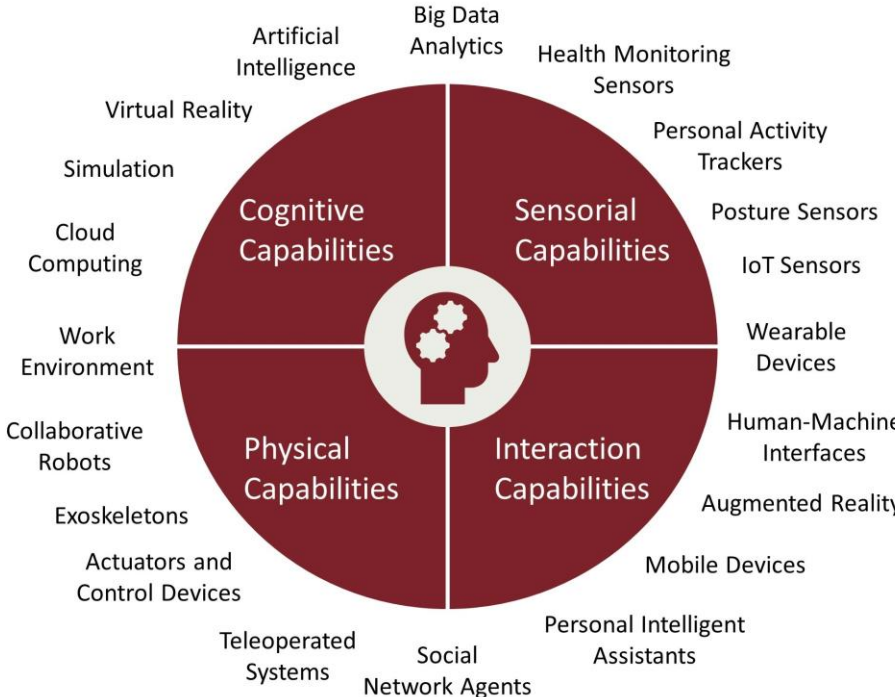 Big Data
Analytics
Artificial
Intelligence
Health Monitoring
Sensors
Virtual Reality
Personal Activity
Trackers
Simulation
Cognitive
Capabilities
Sensorial
Capabilities
Posture Sensors
Cloud
Computing
IoT Sensors
Work
Environment
Wearable
Devices
Collaborative
Robots
Physical
Capabilities
Interaction
Capabilities
Human-Machine
Interfaces
Exoskeletons
Augmented Reality
Actuators and
Control Devices
Mobile Devices
Teleoperated
Systems
Social
Network Agents
Personal Intelligent
Assistants